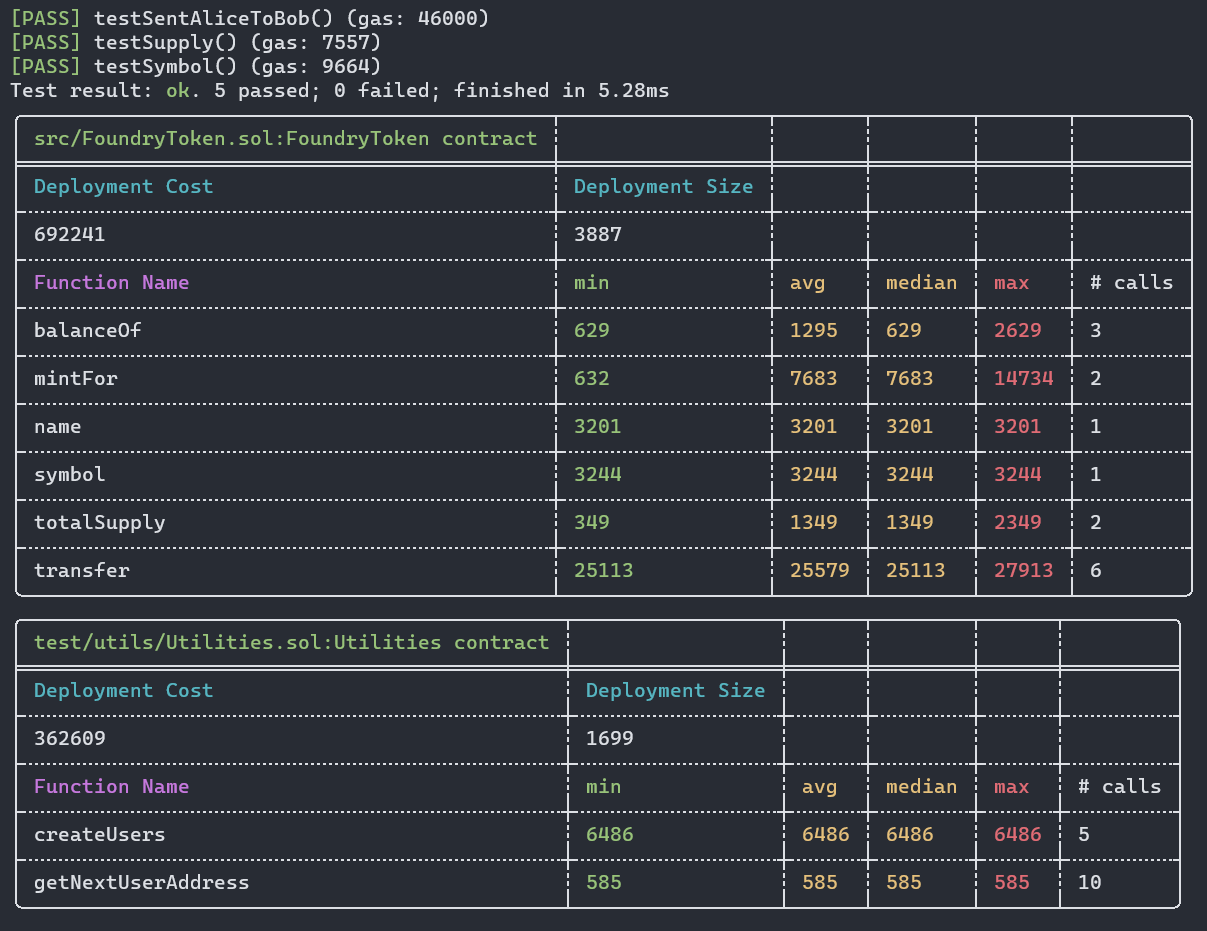 [PASS] testSentAliceToBob() (gas: 46000)
[PASS] testSupply() (gas: 7557)
[PASS] testSymbol() (gas: 9664)
Test result: ok. 5 passed; 0 failed; finished in 5.28ms
src/FoundryToken.sol:FoundryToken contract
Deployment Cost Deployment Size
692241 3887
Function Name min avg median max # calls
balanceOf 629 1295 629 2629 3
mintFor 632 7683 7683 14734 2
name 3201 3201 3201 3201 1
symbol 3244 3244 3244 3244 1
totalSupply 349 1349 1349 2349 2
transfer 25113 25579 25113 27913 6
test/utils/Utilities.sol:Utilities contract
Deployment Cost Deployment Size
362609 1699
Function Name min avg median max # calls
createUsers 6486 6486 6486 6486 5
getNextUserAddress 585 585 585 585 10